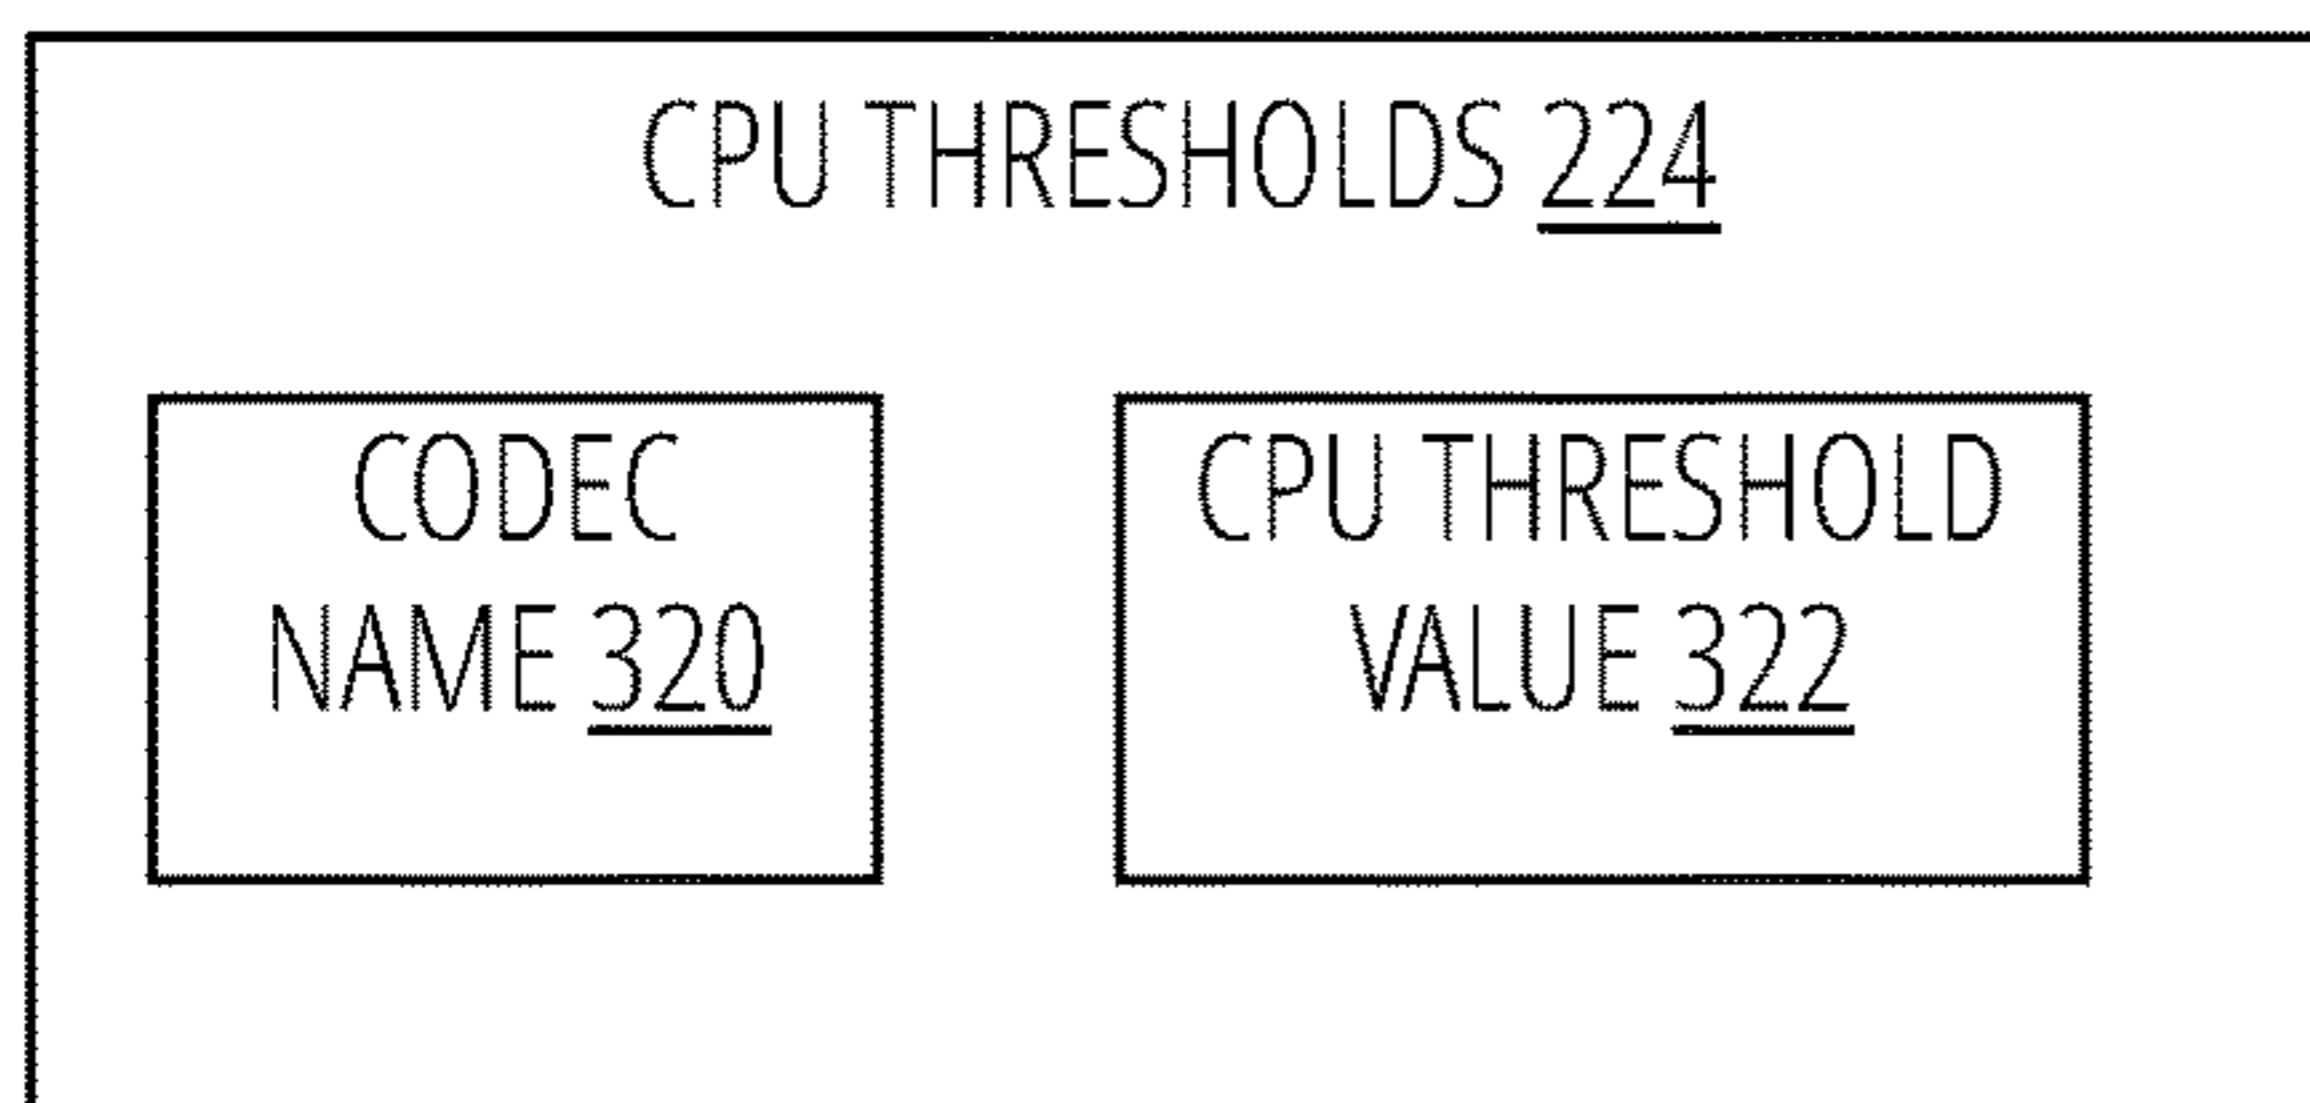 CPU THRESHOLDS 224
CODEC
NAME 320
CPU THRESHOLD
VALUE 322